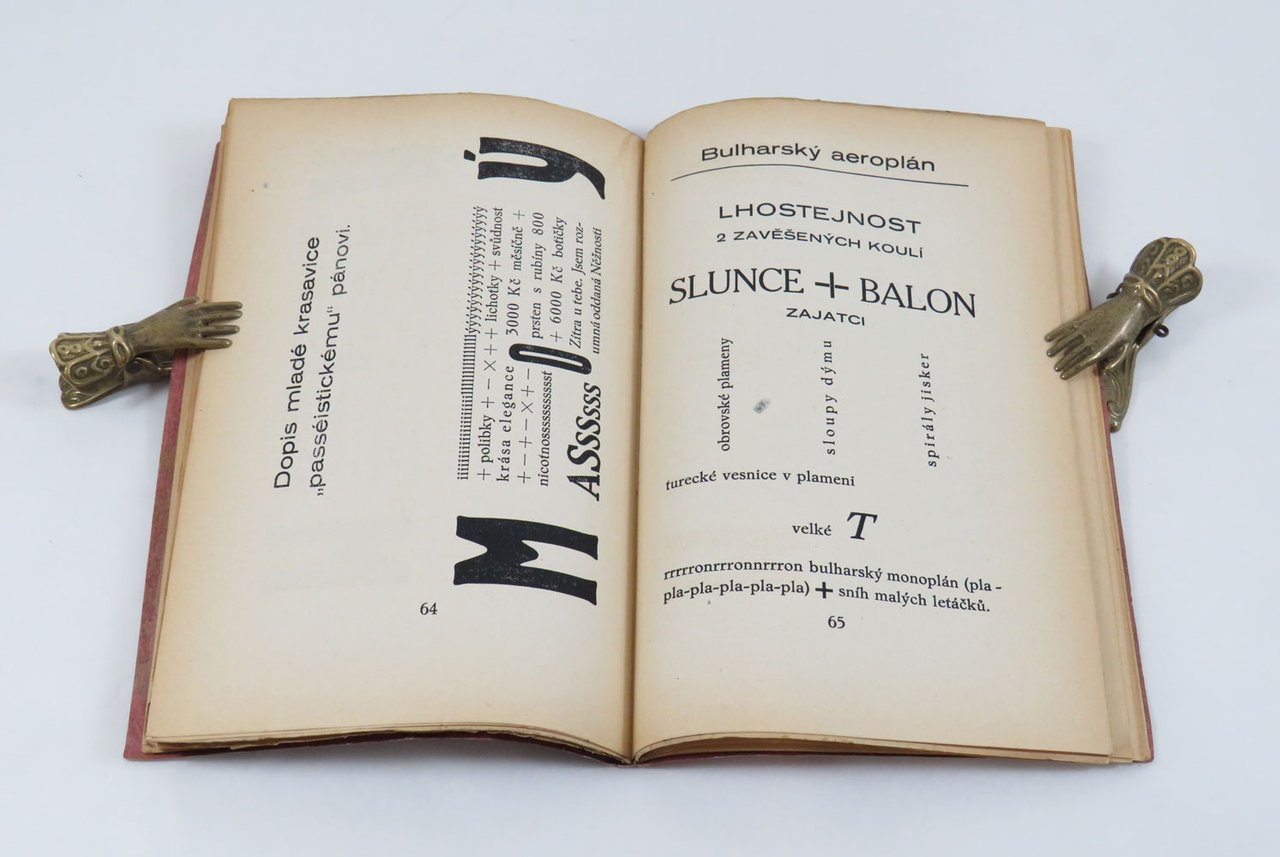 Dopis mladé krasavice
„passéistickému“ pánovi.
M
ý
+ polibky + − × + + lichotky + svůdnost
krása elegance 3000 Kč měsíčně +
+ − + − × + − prsten s rubíny 800
nicotnosssssssssssst O + 6000 Kč botičky
ASsssss Zítra u tebe. Jsem roz-
umná oddaná Něžnosti
64
Bulharský aeroplán
LHOSTEJNOST
2 ZAVĚŠENÝCH KOULÍ
SLUNCE + BALON
ZAJATCI
obrovské plameny
sloupy dýmu
spirály jisker
turecké vesnice v plameni
velké T
rrrrronrrronnrrron bulharský monoplán (pla-
pla-pla-pla-pla-pla) + sníh malých letáčků.
65